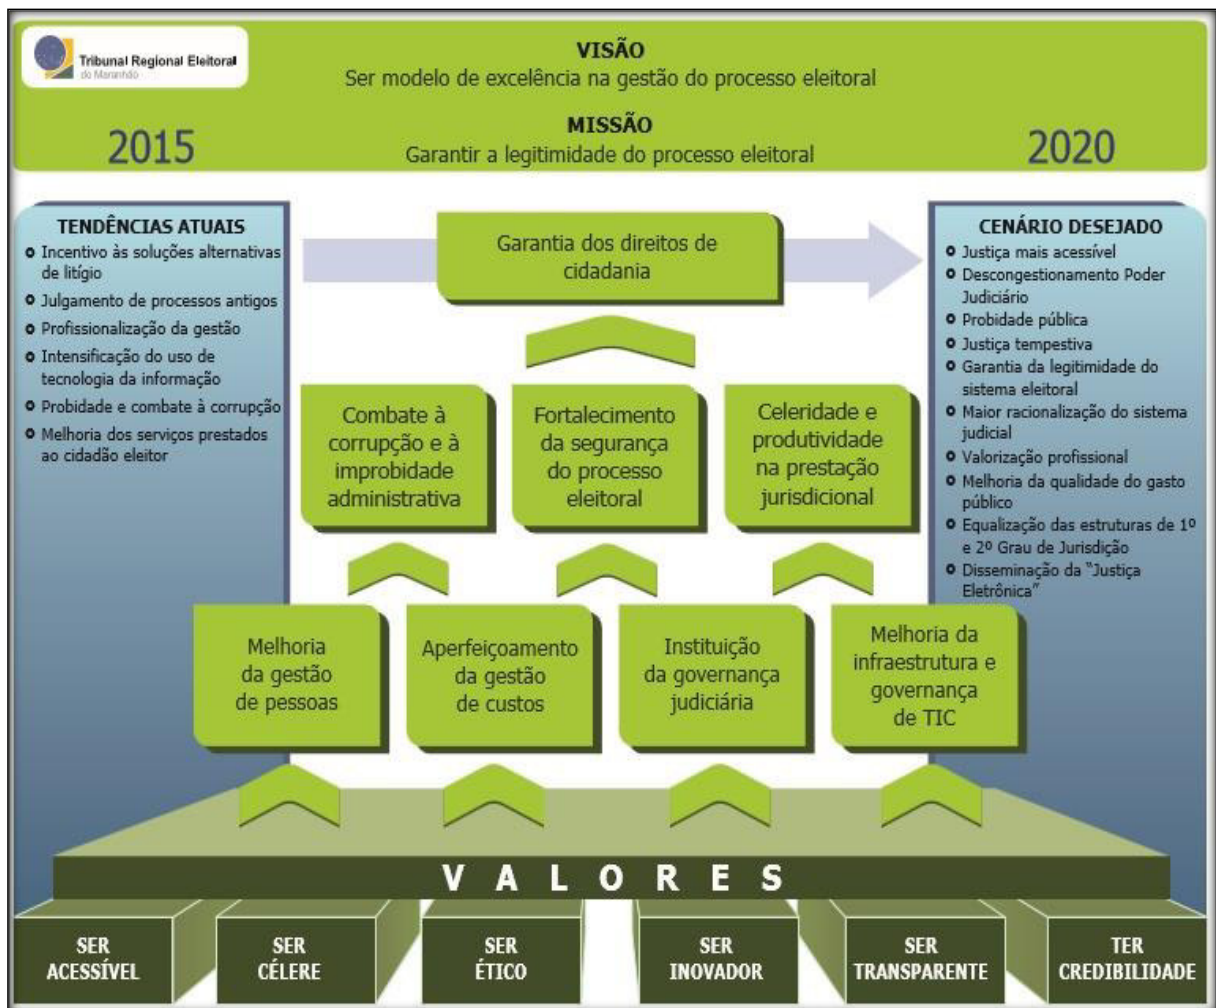 Tribunal Regional Eleitoral
do Maranhão
VISÃO
Ser modelo de excelência na gestão do processo eleitoral
MISSÃO
Garantir a legitimidade do processo eleitoral
2015
2020
TENDÊNCIAS ATUAIS
Incentivo às soluções alternativas
de litígio
Julgamento de processos antigos
Profissionalização da gestão
Intensificação do uso de
tecnologia da informação
Probidade e combate à corrupção
Melhoria dos serviços prestados
ao cidadão eleitor
Garantia dos direitos de
cidadania
CENÁRIO DESEJADO
Justiça mais acessível
Descongestionamento Poder
Judiciário
Probidade pública
Justiça tempestiva
Garantia da legitimidade do
sistema eleitoral
Maior racionalização do sistema
judicial
Valorização profissional
Melhoria da qualidade do gasto
público
Equalização das estruturas de 1º
e 2º Grau de Jurisdição
Disseminação da “Justiça
Eletrônica”
Combate à
corrupção e à
improbidade
administrativa
Fortalecimento
da segurança
do processo
eleitoral
Celeridade e
produtividade
na prestação
jurisdicional
Melhoria
da gestão
de pessoas
Aperfeiçoamento
da gestão
de custos
Instituição
da governança
judiciária
Melhoria da
infraestrutura e
governança
de TIC
VALORES
SER
ACESSÍVEL
SER
CÉLERE
SER
ÉTICO
SER
INOVADOR
SER
TRANSPARENTE
TER
CREDIBILIDADE